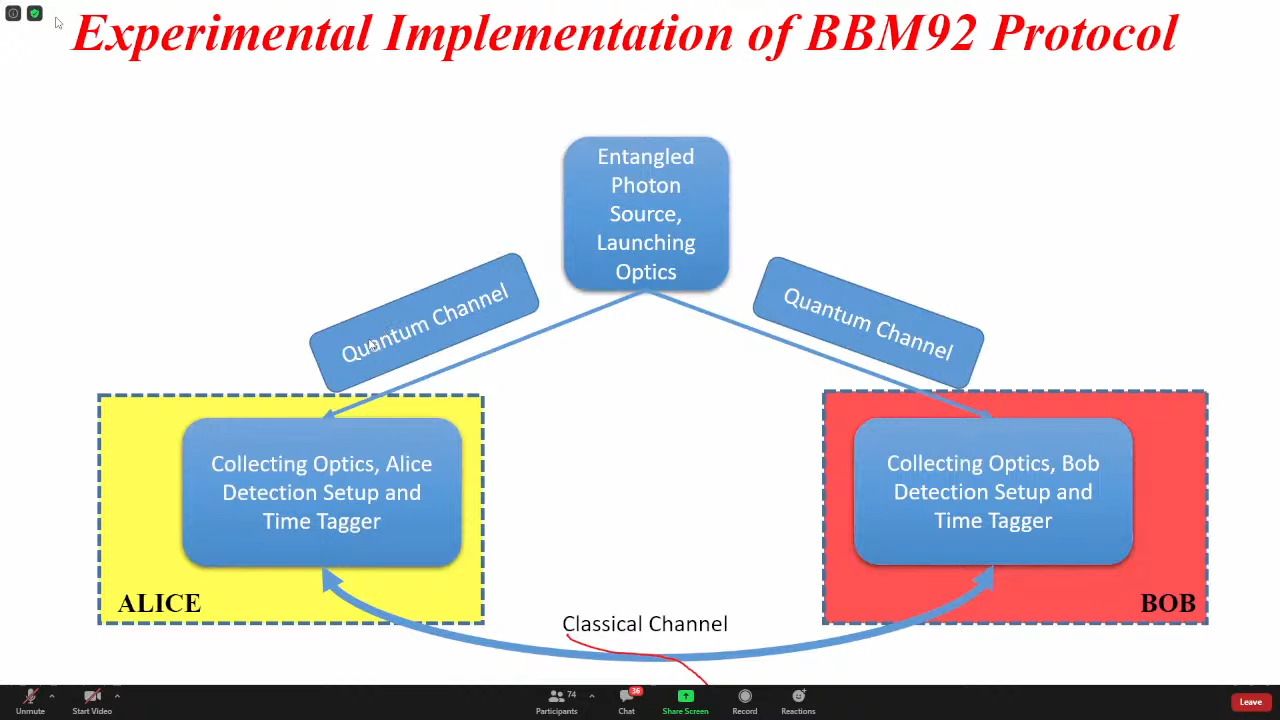 Experimental Implementation of BBM92 Protocol
Entangled
Photon
Source,
Launching
Optics
Quantum Channel
Quantum Channel
Collecting Optics, Alice
Detection Setup and
Time Tagger
ALICE
Collecting Optics, Bob
Detection Setup and
Time Tagger
BOB
Classical Channel
Unmute
Start Video
74
Participants
36
Chat
Share Screen
Record
Reactions
Leave